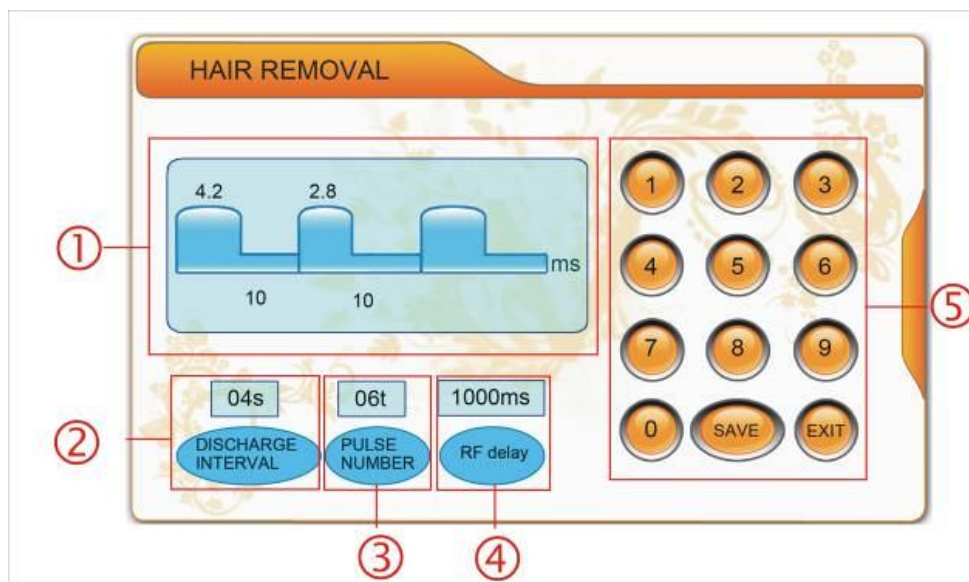 HAIR REMOVAL
4.2 2.8
ms
10 10
1 2 3
4 5 6
7 8 9
0 SAVE EXIT
04s 06t 1000ms
DISCHARGE
INTERVAL
PULSE
NUMBER
RF delay
①
②
③
④
⑤